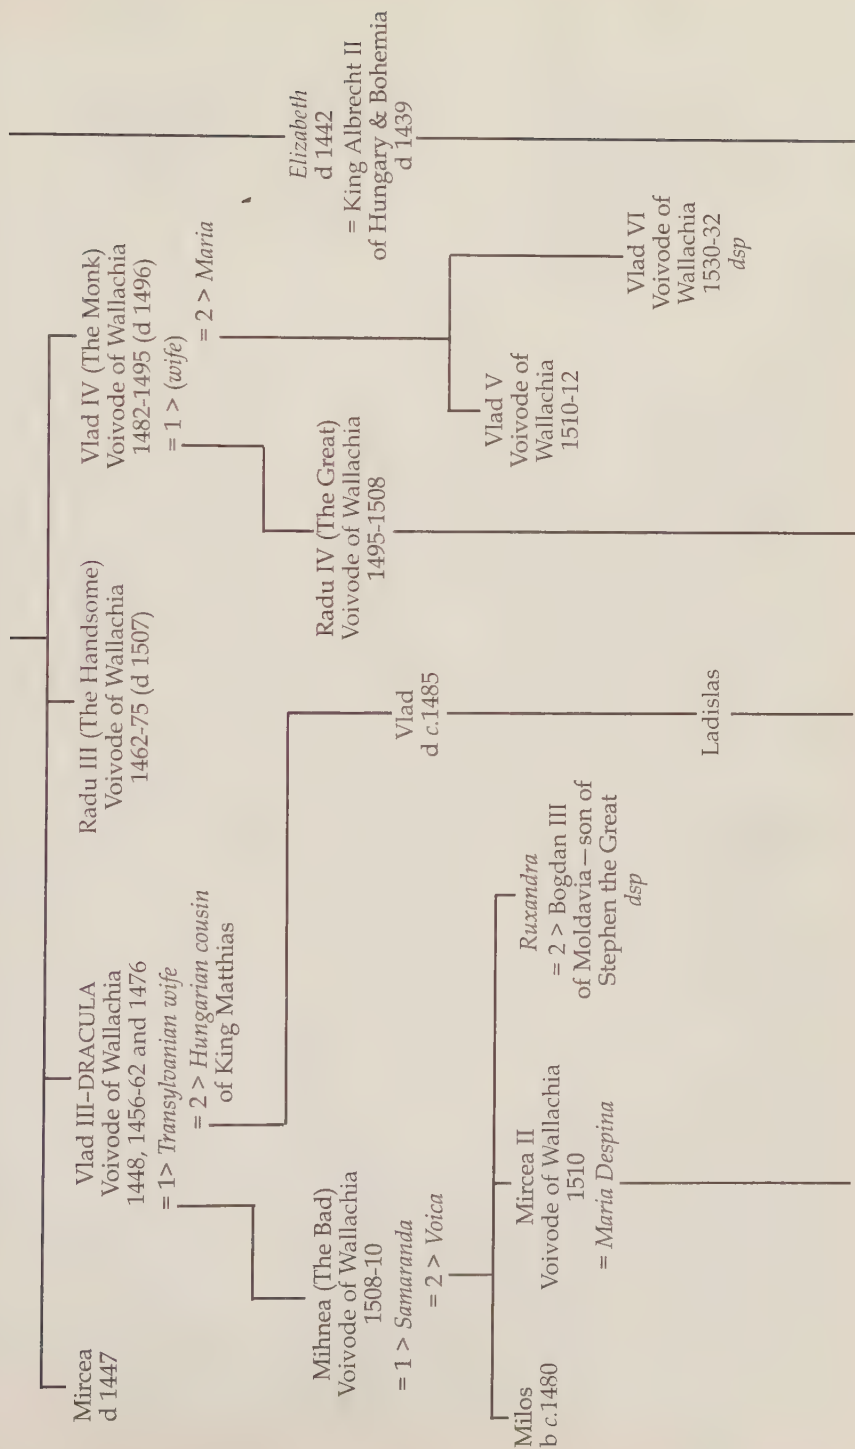 Mircea
d 1447
Vlad III–DRACULA
Voivode of Wallachia
1448, 1456-62 and 1476
= 1> Transylvanian wife
= 2 > Hungarian cousin
of King Matthias
Radu III (The Handsome)
Voivode of Wallachia
1462-75 (d 1507)
Vlad IV (The Monk)
Voivode of Wallachia
1482-1495 (d 1496)
= 1 > (wife)
= 2 > Maria
Elizabeth
d 1442
= King Albrecht II
of Hungary & Bohemia
d 1439
Mihnea (The Bad)
Voivode of Wallachia
1508-10
= 1 > Samaranda
= 2 > Voica
Vlad
d c.1485
Radu IV (The Great)
Voivode of Wallachia
1495-1508
Vlad V
Voivode of
Wallachia
1510-12
Vlad VI
Voivode of
Wallachia
1530-32
dsp
Milos
b c.1480
Mircea II
Voivode of Wallachia
1510
= Maria Despina
Ruxandra
= 2 > Bogdan III
of Moldavia – son of
Stephen the Great
dsp
Ladislas